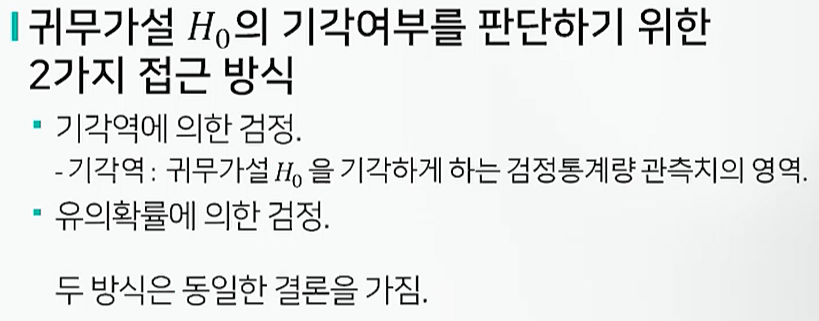 귀무가설 H₀의 기각여부를 판단하기 위한
2가지 접근 방식
▪ 기각역에 의한 검정.
-기각역 : 귀무가설 H₀ 을 기각하게 하는 검정통계량 관측치의 영역.
▪ 유의확률에 의한 검정.
두 방식은 동일한 결론을 가짐.